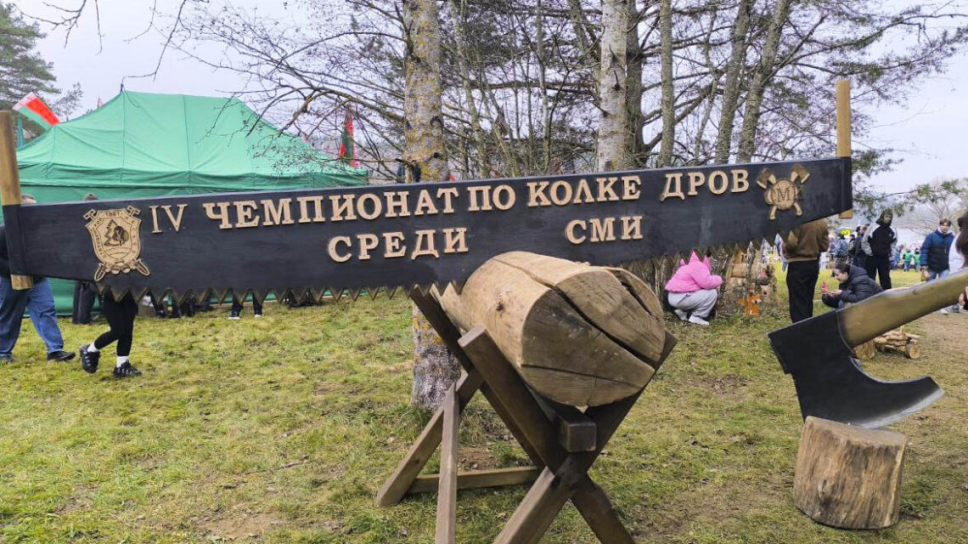 IV ЧЕМПИОНАТ ПО КОЛКЕ ДРОВ
СРЕДИ СМИ
М